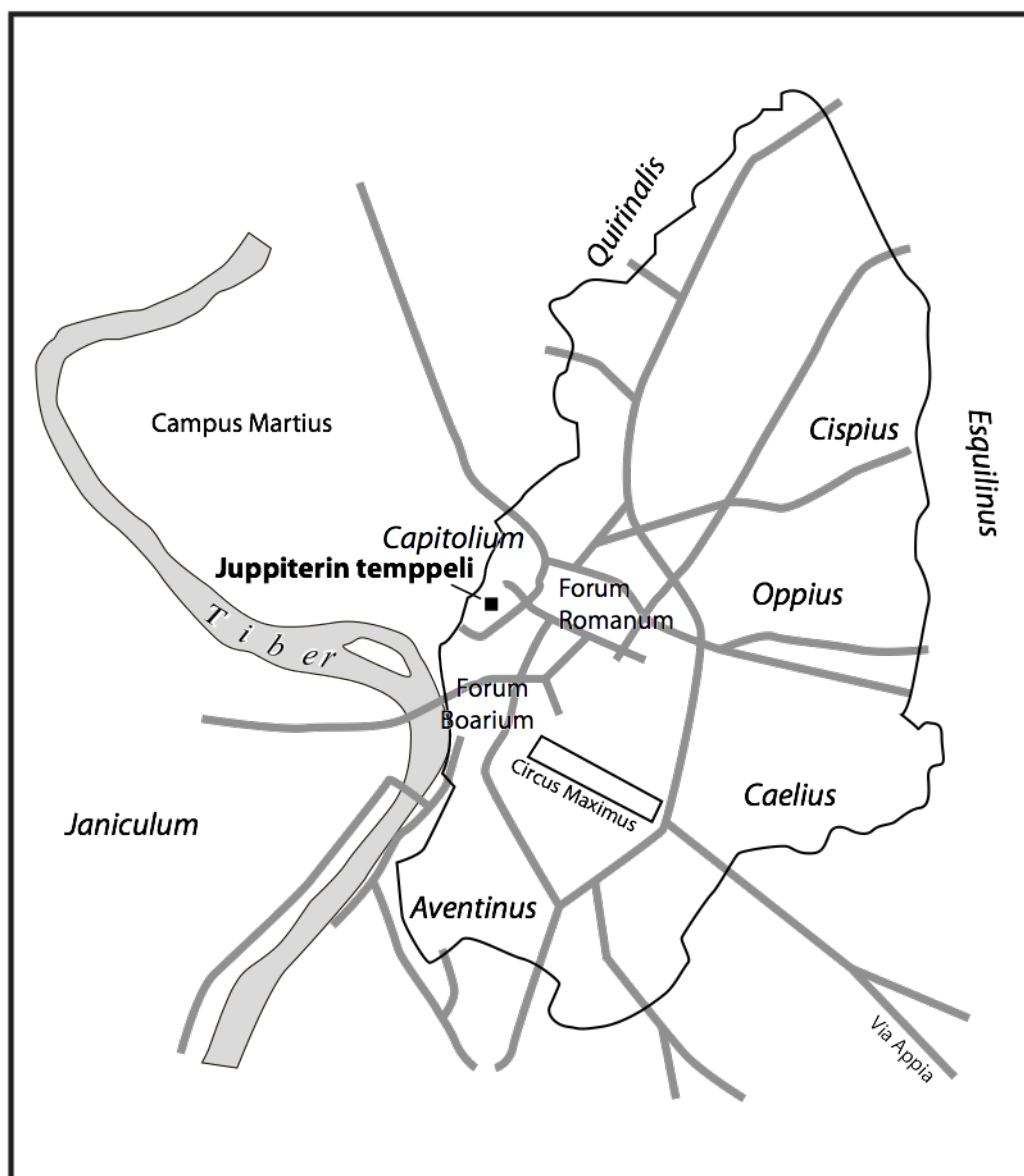 Quirinalis
Campus Martius
Cispius
Esquilinus
Capitolium
Juppiterin temppeli
Forum
Romanum
Oppius
Tiber
Forum
Boarium
Circus Maximus
Caelius
Janiculum
Aventinus
Via Appia